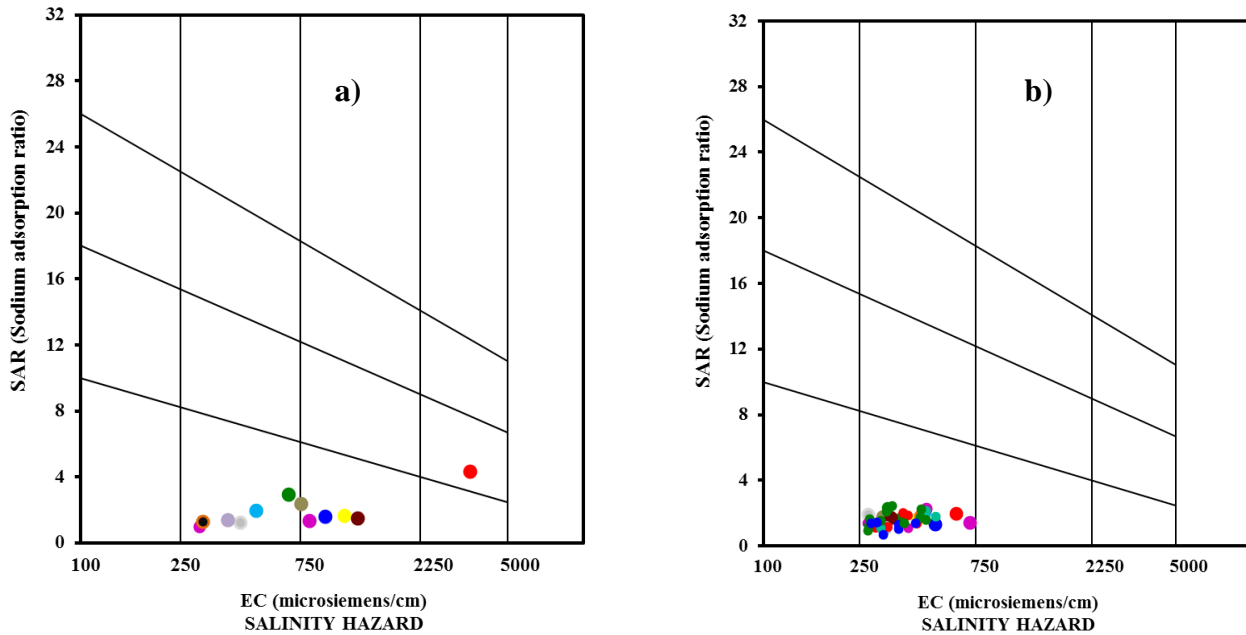 a)
SAR (Sodium adsorption ratio)
32
28
24
20
16
12
8
4
0
100 250 750 2250 5000
EC (microsiemens/cm)
SALINITY HAZARD
b)
SAR (Sodium adsorption ratio)
32
28
24
20
16
12
8
4
0
100 250 750 2250 5000
EC (microsiemens/cm)
SALINITY HAZARD